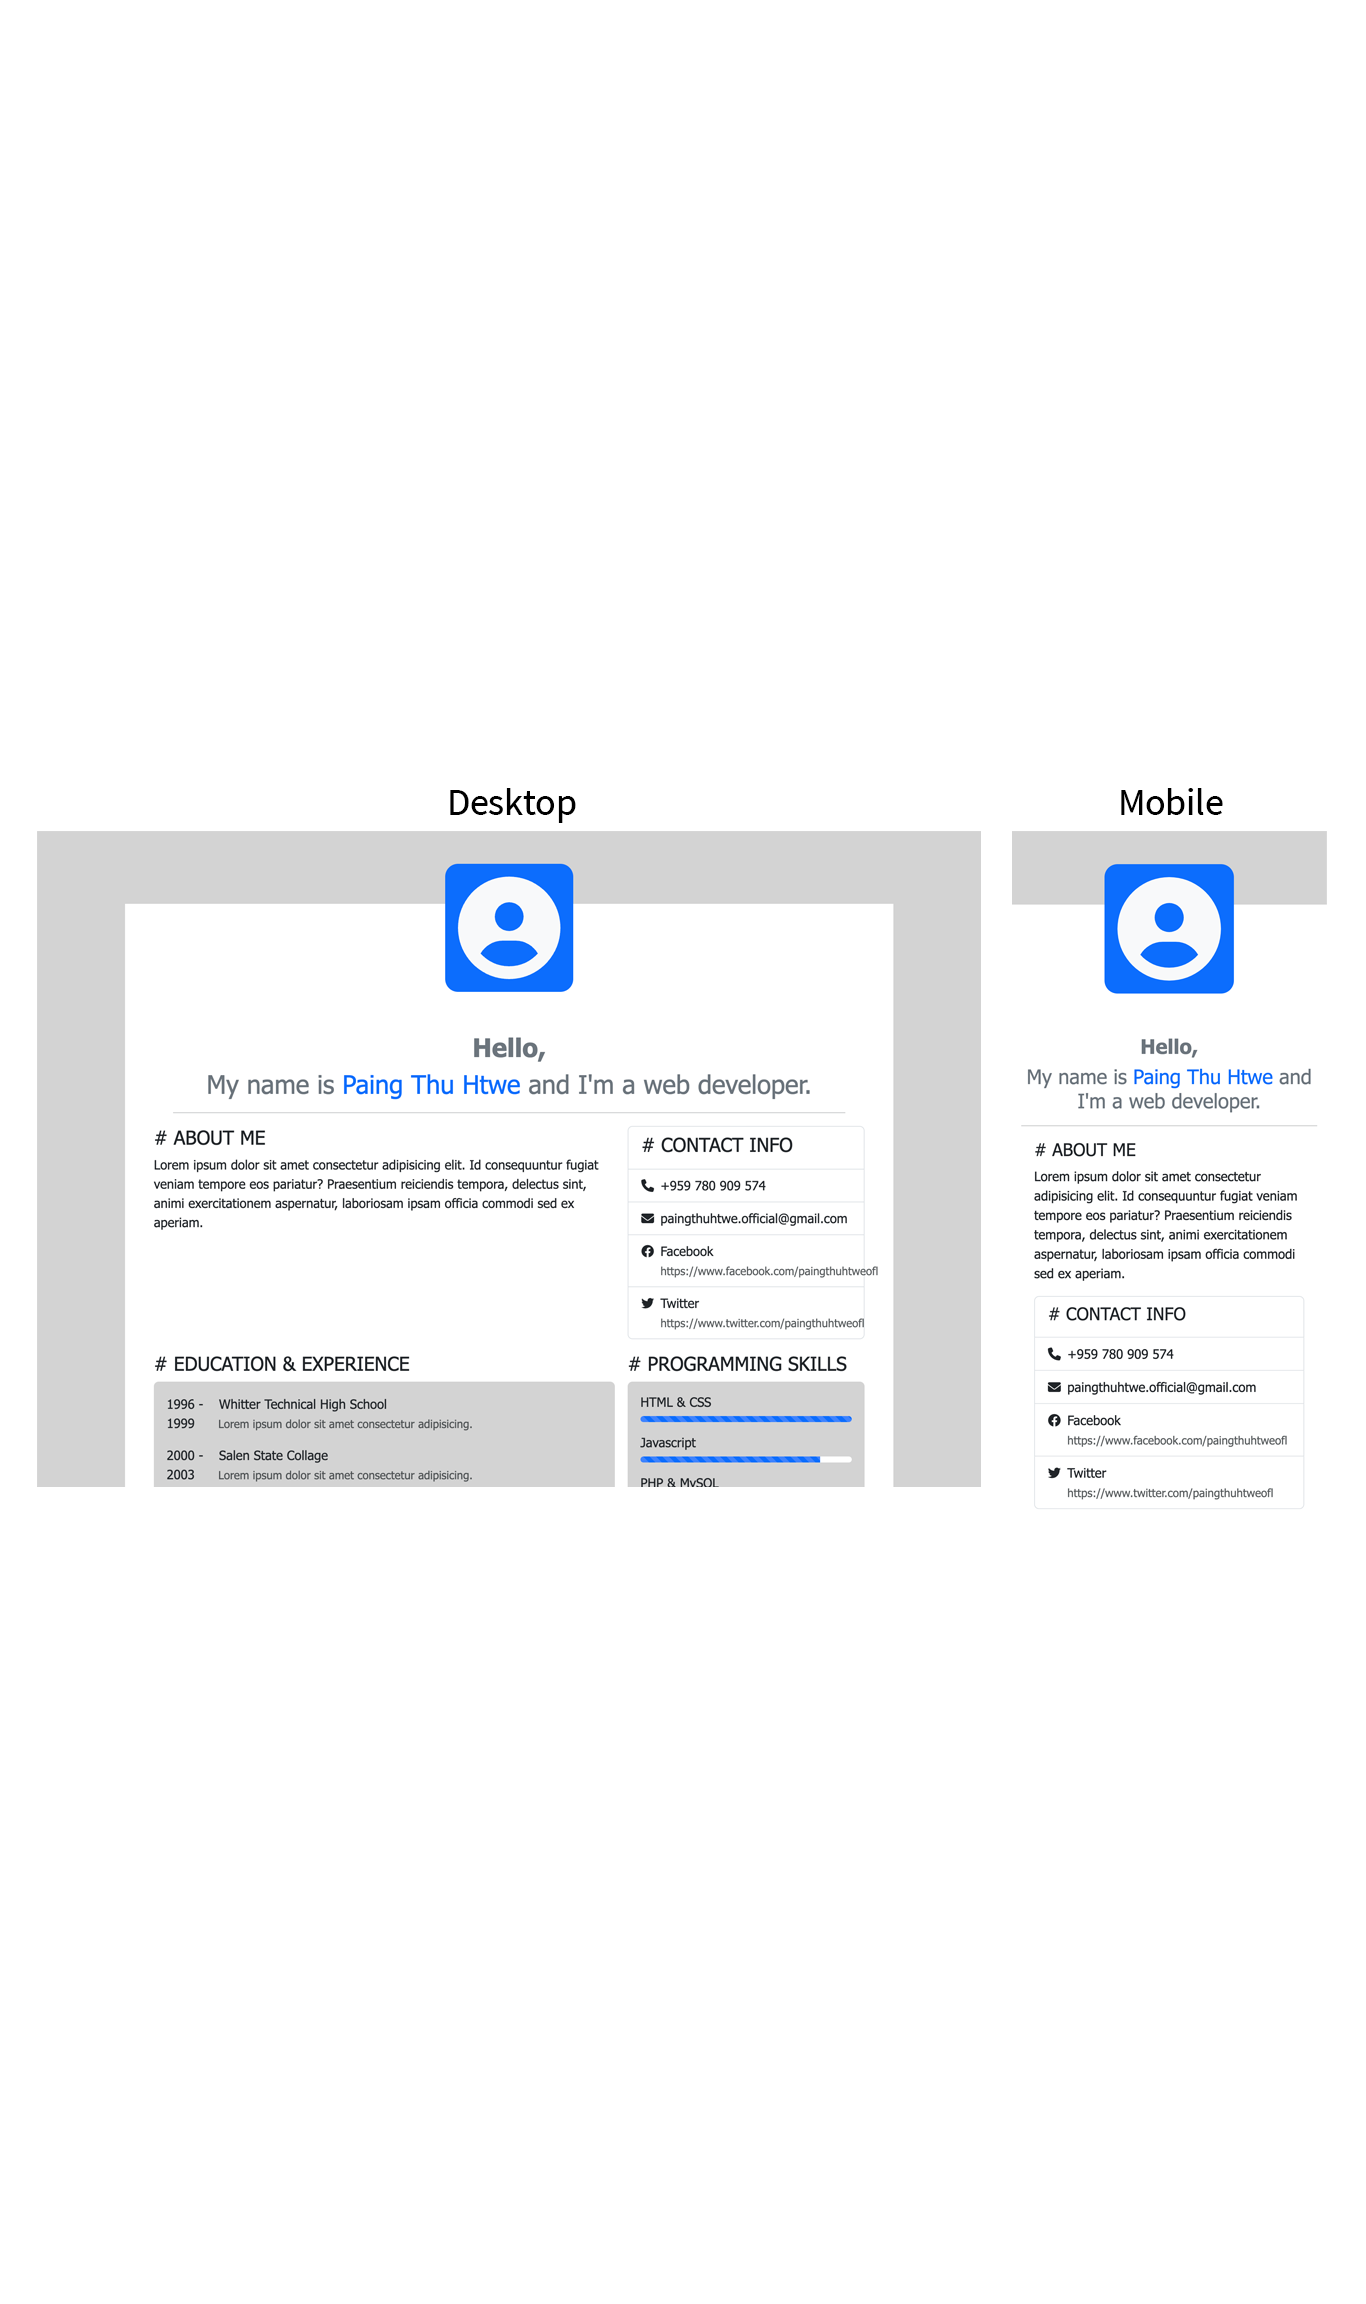 Desktop
Hello,
My name is Paing Thu Htwe and I'm a web developer.
# ABOUT ME
Lorem ipsum dolor sit amet consectetur adipisicing elit. Id consequuntur fugiat
veniam tempore eos pariatur? Praesentium reiciendis tempora, delectus sint,
animi exercitationem aspernatur, laboriosam ipsam officia commodi sed ex
aperiam.
# CONTACT INFO
+959 780 909 574
paingthuhtwe.official@gmail.com
Facebook
https://www.facebook.com/paingthuhtweofl
Twitter
https://www.twitter.com/paingthuhtweofl
# EDUCATION & EXPERIENCE
1996 - Whitter Technical High School
1999 Lorem ipsum dolor sit amet consectetur adipisicing.
2000 - Salen State Collage
2003 Lorem ipsum dolor sit amet consectetur adipisicing.
# PROGRAMMING SKILLS
HTML & CSS
Javascript
PHP & MySQL
Mobile
Hello,
My name is Paing Thu Htwe and
I'm a web developer.
# ABOUT ME
Lorem ipsum dolor sit amet consectetur
adipisicing elit. Id consequuntur fugiat veniam
tempore eos pariatur? Praesentium reiciendis
tempora, delectus sint, animi exercitationem
aspernatur, laboriosam ipsam officia commodi
sed ex aperiam.
# CONTACT INFO
+959 780 909 574
paingthuhtwe.official@gmail.com
Facebook
https://www.facebook.com/paingthuhtweofl
Twitter
https://www.twitter.com/paingthuhtweofl